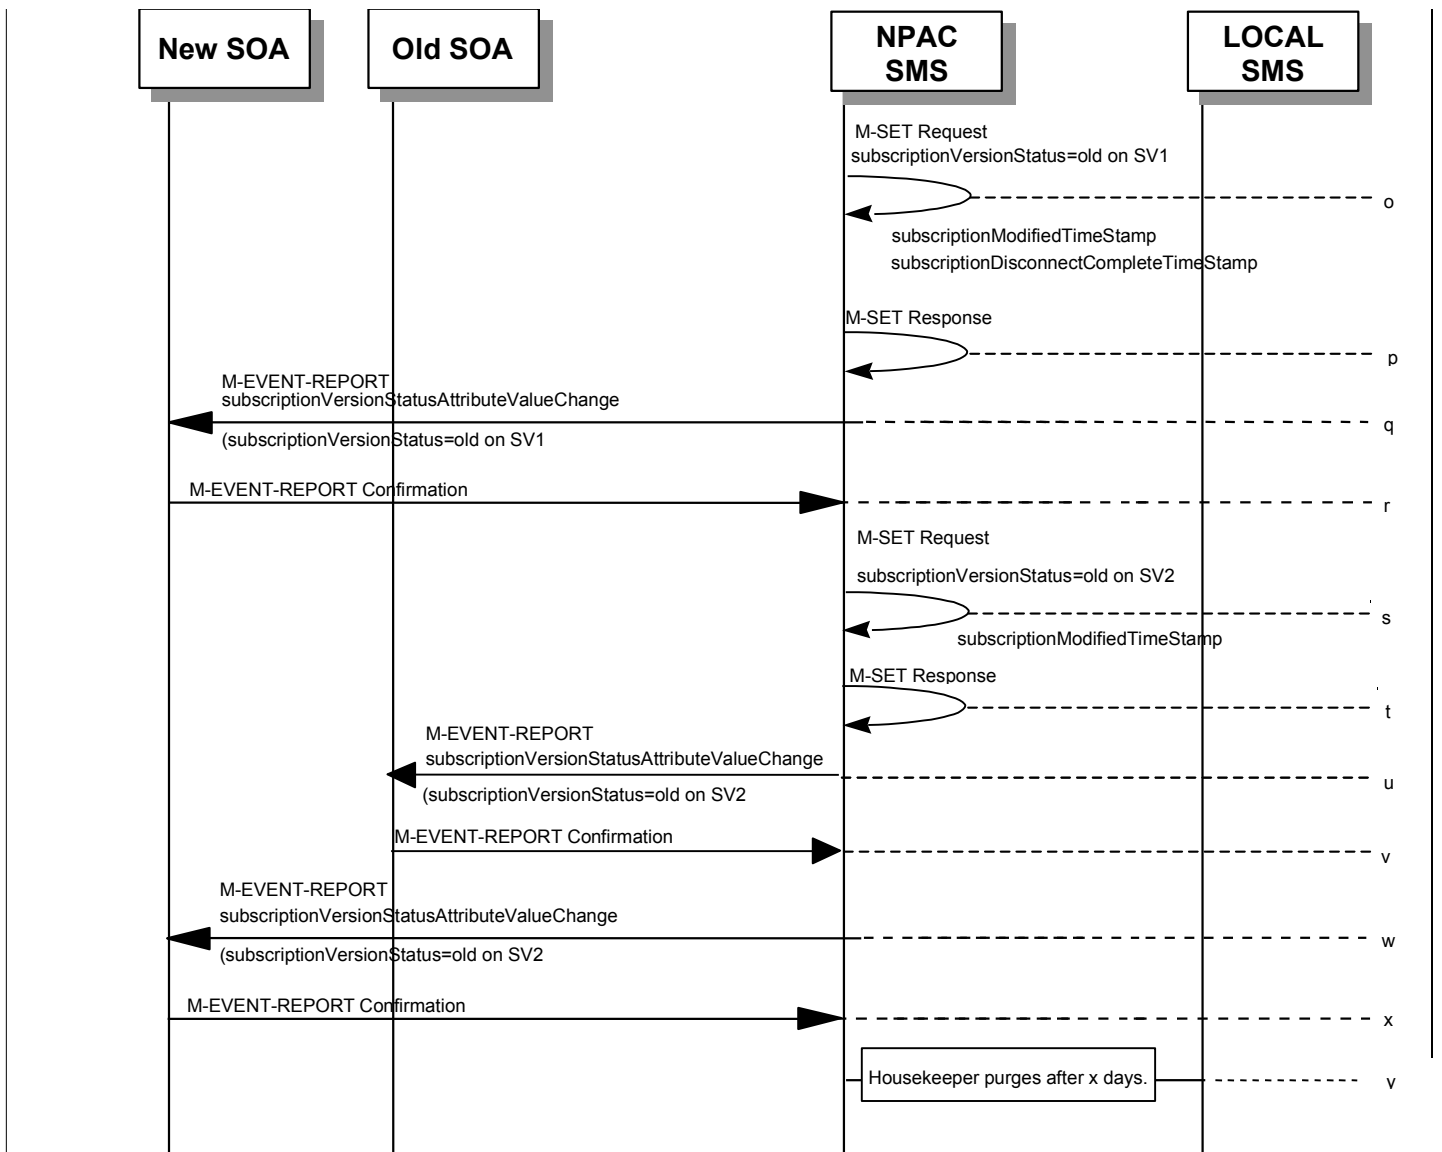 New SOA
Old SOA
NPAC
SMS
LOCAL
SMS
M-SET Request
subscriptionVersionStatus=old on SV1
o
subscriptionModifiedTimeStamp
subscriptionDisconnectCompleteTimeStamp
M-SET Response
p
M-EVENT-REPORT
subscriptionVersionStatusAttributeValueChange
q
(subscriptionVersionStatus=old on SV1
M-EVENT-REPORT Confirmation
r
M-SET Request
subscriptionVersionStatus=old on SV2
s
subscriptionModifiedTimeStamp
M-SET Response
t
M-EVENT-REPORT
subscriptionVersionStatusAttributeValueChange
u
(subscriptionVersionStatus=old on SV2
M-EVENT-REPORT Confirmation
v
M-EVENT-REPORT
subscriptionVersionStatusAttributeValueChange
w
(subscriptionVersionStatus=old on SV2
M-EVENT-REPORT Confirmation
x
Housekeeper purges after x days.
y